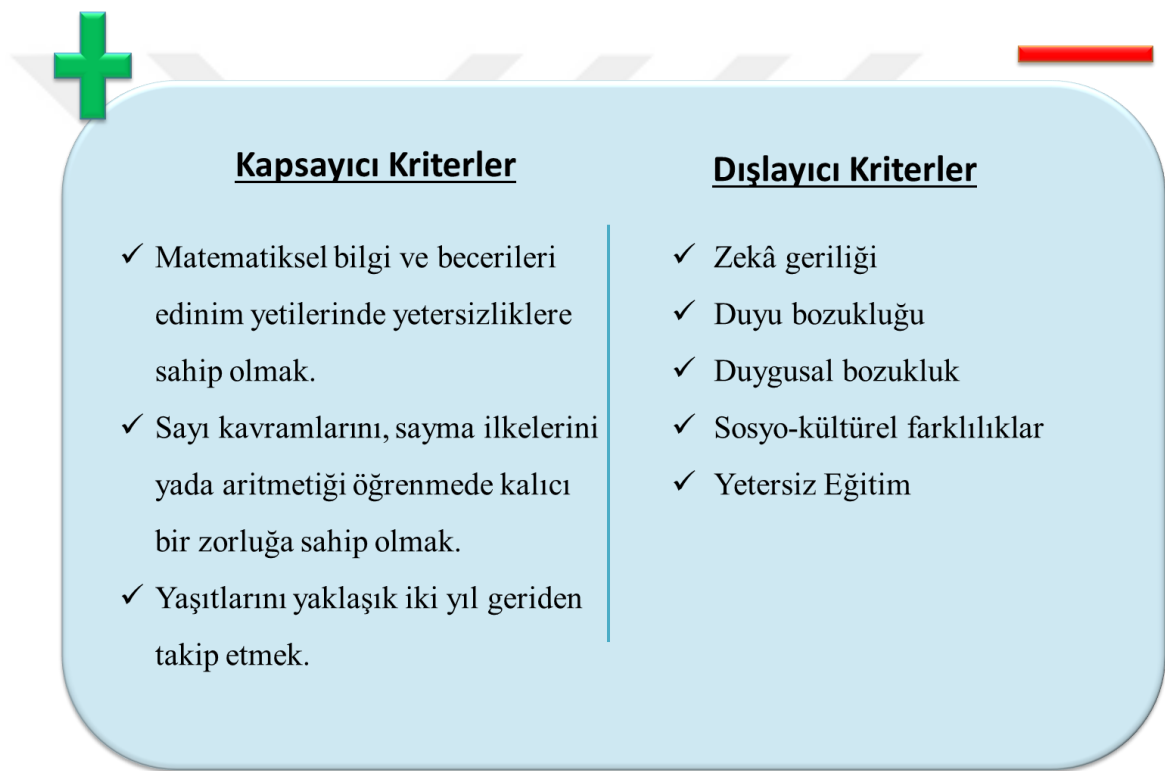 Kapsayıcı Kriterler
Matematiksel bilgi ve becerileri
edinim yetilerinde yetersizliklere
sahip olmak.
Sayı kavramlarını, sayma ilkelerini
yada aritmetiği öğrenmede kalıcı
bir zorluğa sahip olmak.
Yaşıtlarını yaklaşık iki yıl geriden
takip etmek.
Dışlayıcı Kriterler
Zekâ geriliği
Duyu bozukluğu
Duygusal bozukluk
Sosyo-kültürel farklılıklar
Yetersiz Eğitim